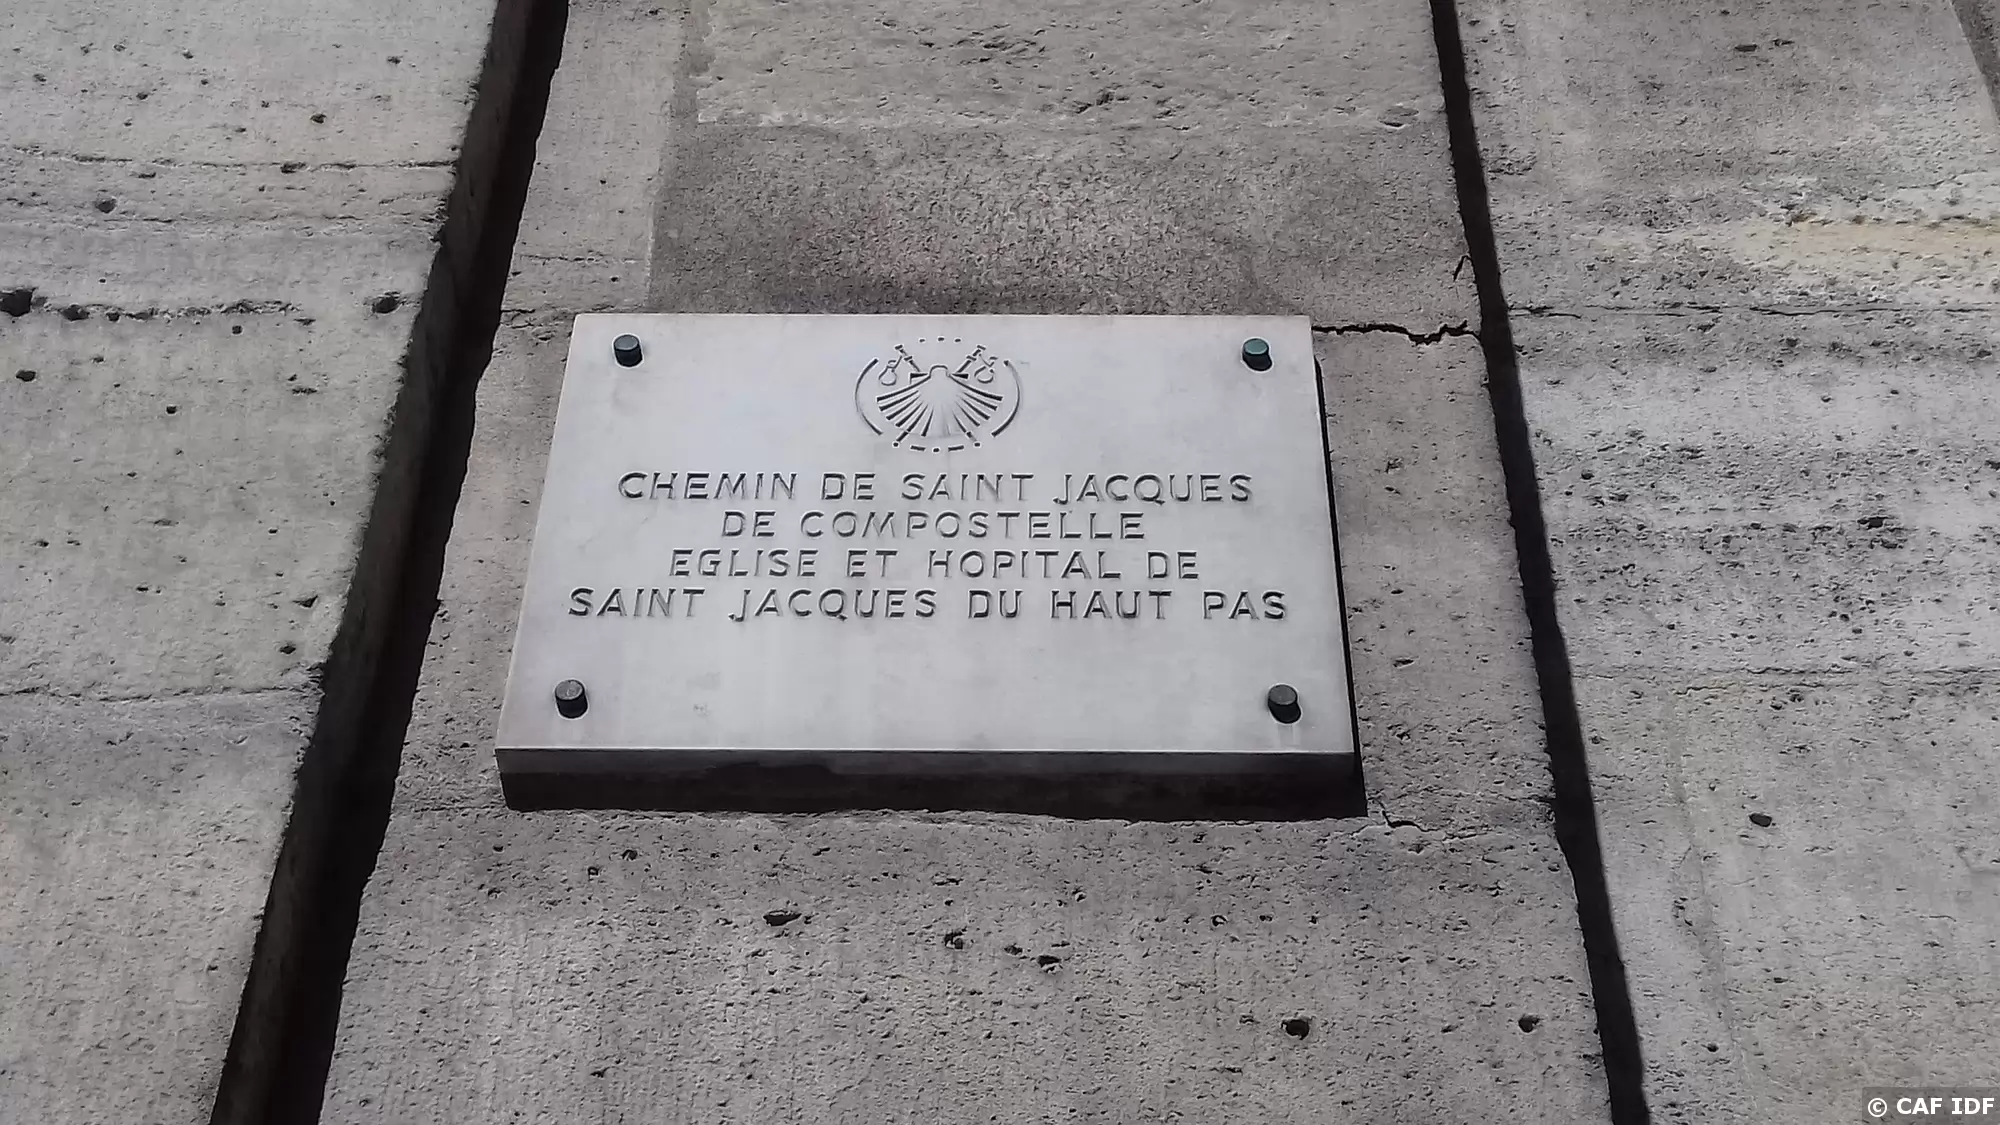 CHEMIN DE SAINT JACQUES
DE COMPOSTELLE
EGLISE ET HOPITAL DE
SAINT JACQUES DU HAUT PAS
© CAF IDF